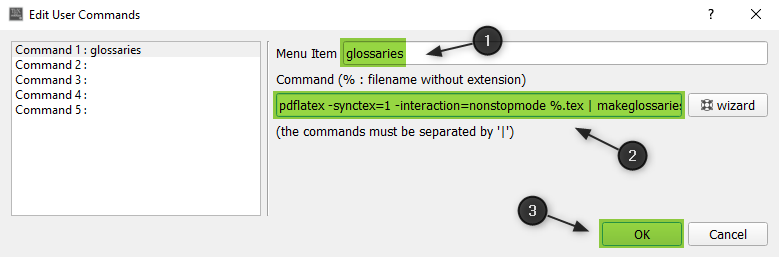 Edit User Commands
?
Command 1 : glossaries
Command 2 :
Command 3 :
Command 4 :
Command 5 :
Menu Item glossaries
1
Command (% : filename without extension)
pdflatex -synctex=1 -interaction=nonstopmode %.tex | makeglossaries
wizard
(the commands must be separated by '|')
2
3
OK
Cancel